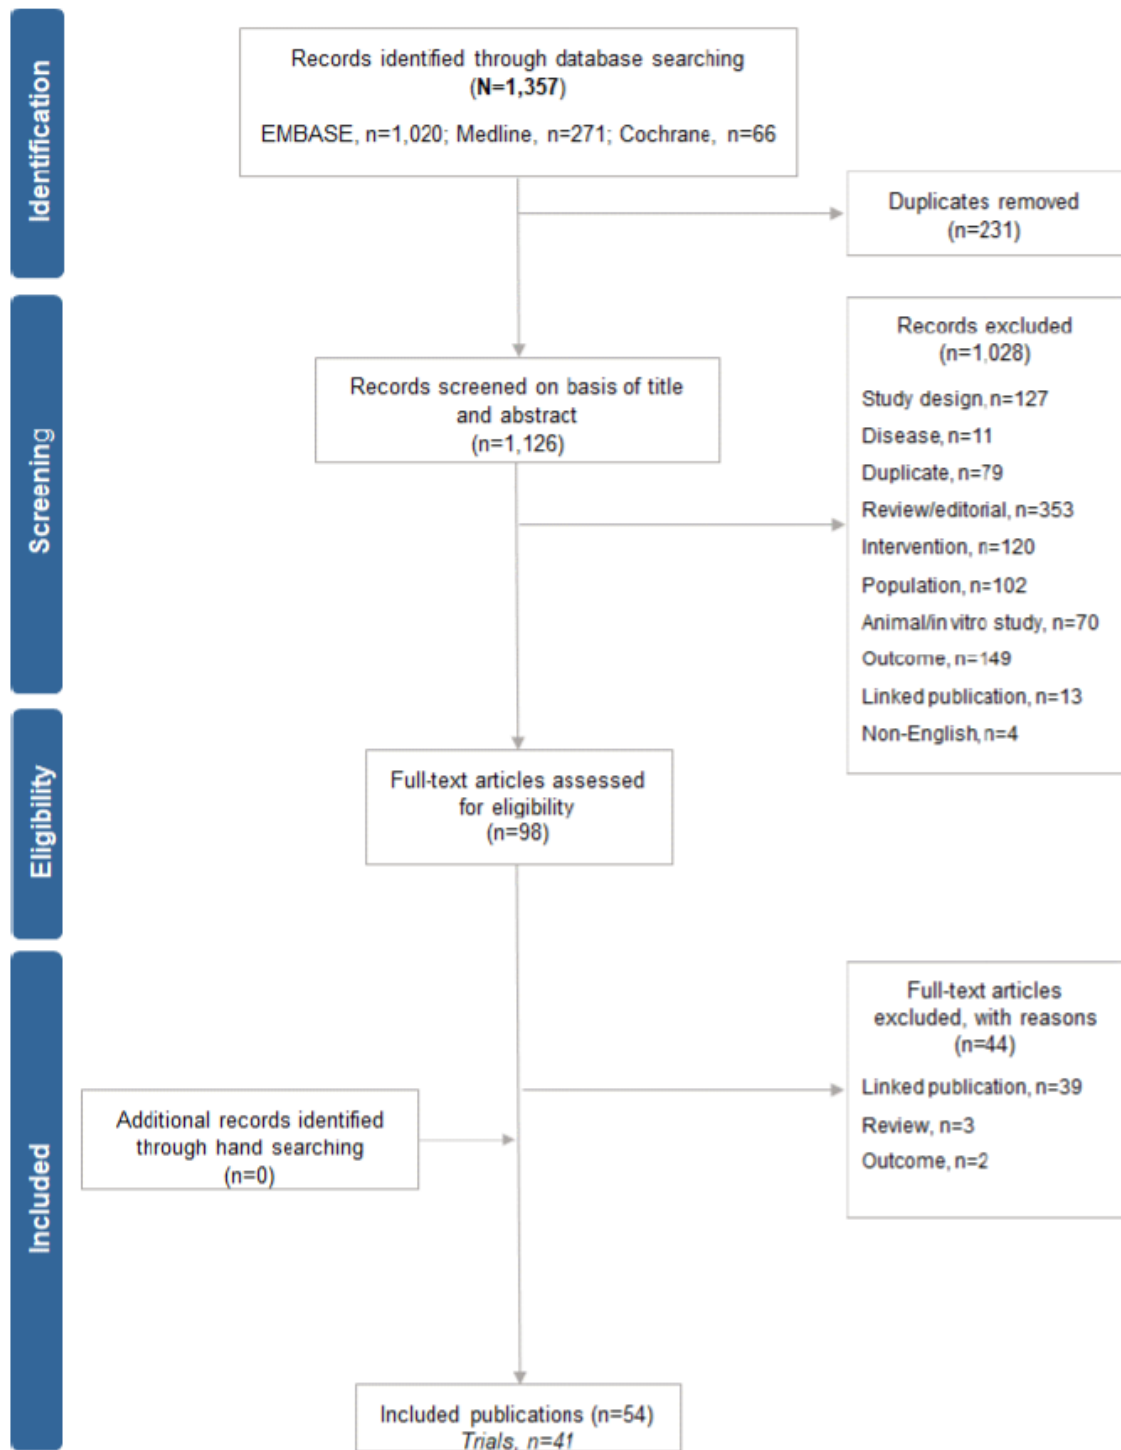 Identification
Records identified through database searching
(N=1,357)
EMBASE, n=1,020; Medline, n=271; Cochrane, n=66
Duplicates removed
(n=231)
Screening
Records screened on basis of title
and abstract
(n=1,126)
Records excluded
(n=1,028)
Study design, n=127
Disease, n=11
Duplicate, n=79
Review/editorial, n=353
Intervention, n=120
Population, n=102
Animal/in vitro study, n=70
Outcome, n=149
Linked publication, n=13
Non-English, n=4
Eligibility
Full-text articles assessed
for eligibility
(n=98)
Included
Full-text articles
excluded, with reasons
(n=44)
Linked publication, n=39
Review, n=3
Outcome, n=2
Additional records identified
through hand searching
(n=0)
Included publications (n=54)
Trials, n=41